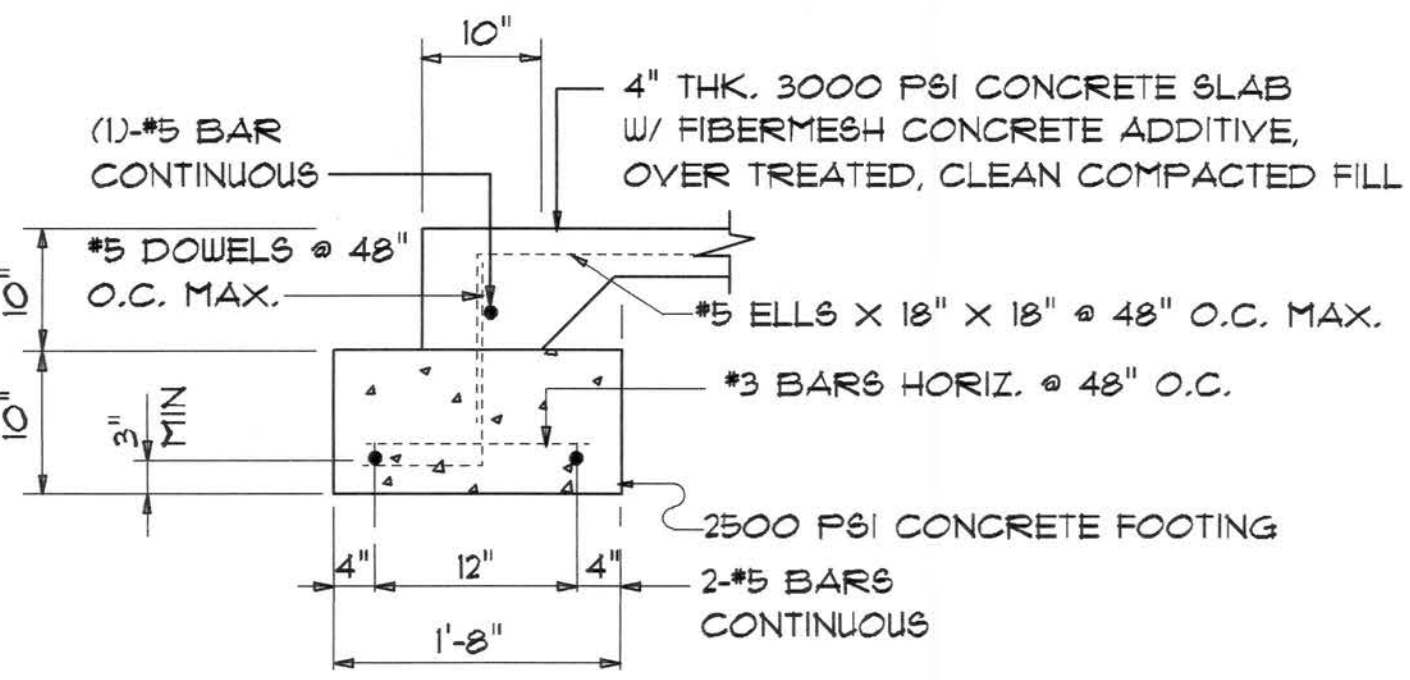 10"
4" THK. 3000 PSI CONCRETE SLAB
W/ FIBERMESH CONCRETE ADDITIVE,
OVER TREATED, CLEAN COMPACTED FILL
(1)-#5 BAR
CONTINUOUS
#5 DOWELS @ 48"
O.C. MAX.
10"
#5 ELLS X 18" X 18" @ 48" O.C. MAX.
#3 BARS HORIZ. @ 48" O.C.
10"
3"
MIN
2500 PSI CONCRETE FOOTING
4"
12"
4"
2-#5 BARS
CONTINUOUS
1'-8"